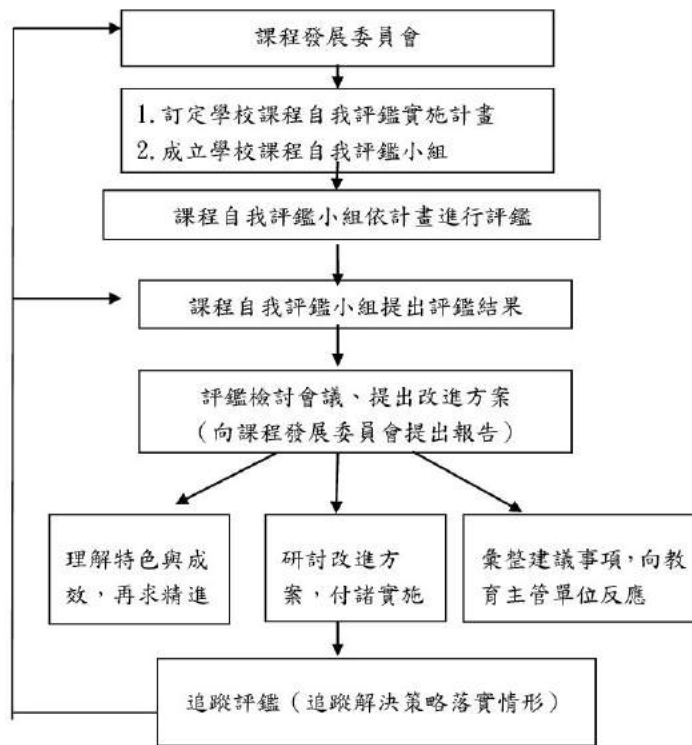 課程發展委員會
1.訂定學校課程自我評鑑實施計畫
2.成立學校課程自我評鑑小組
課程自我評鑑小組依計畫進行評鑑
課程自我評鑑小組提出評鑑結果
評鑑檢討會議、提出改進方案
（向課程發展委員會提出報告）
理解特色與成
效，再求精進
研討改進方
案，付諸實施
彙整建議事項，向教
育主管單位反應
追蹤評鑑（追蹤解決策略落實情形）